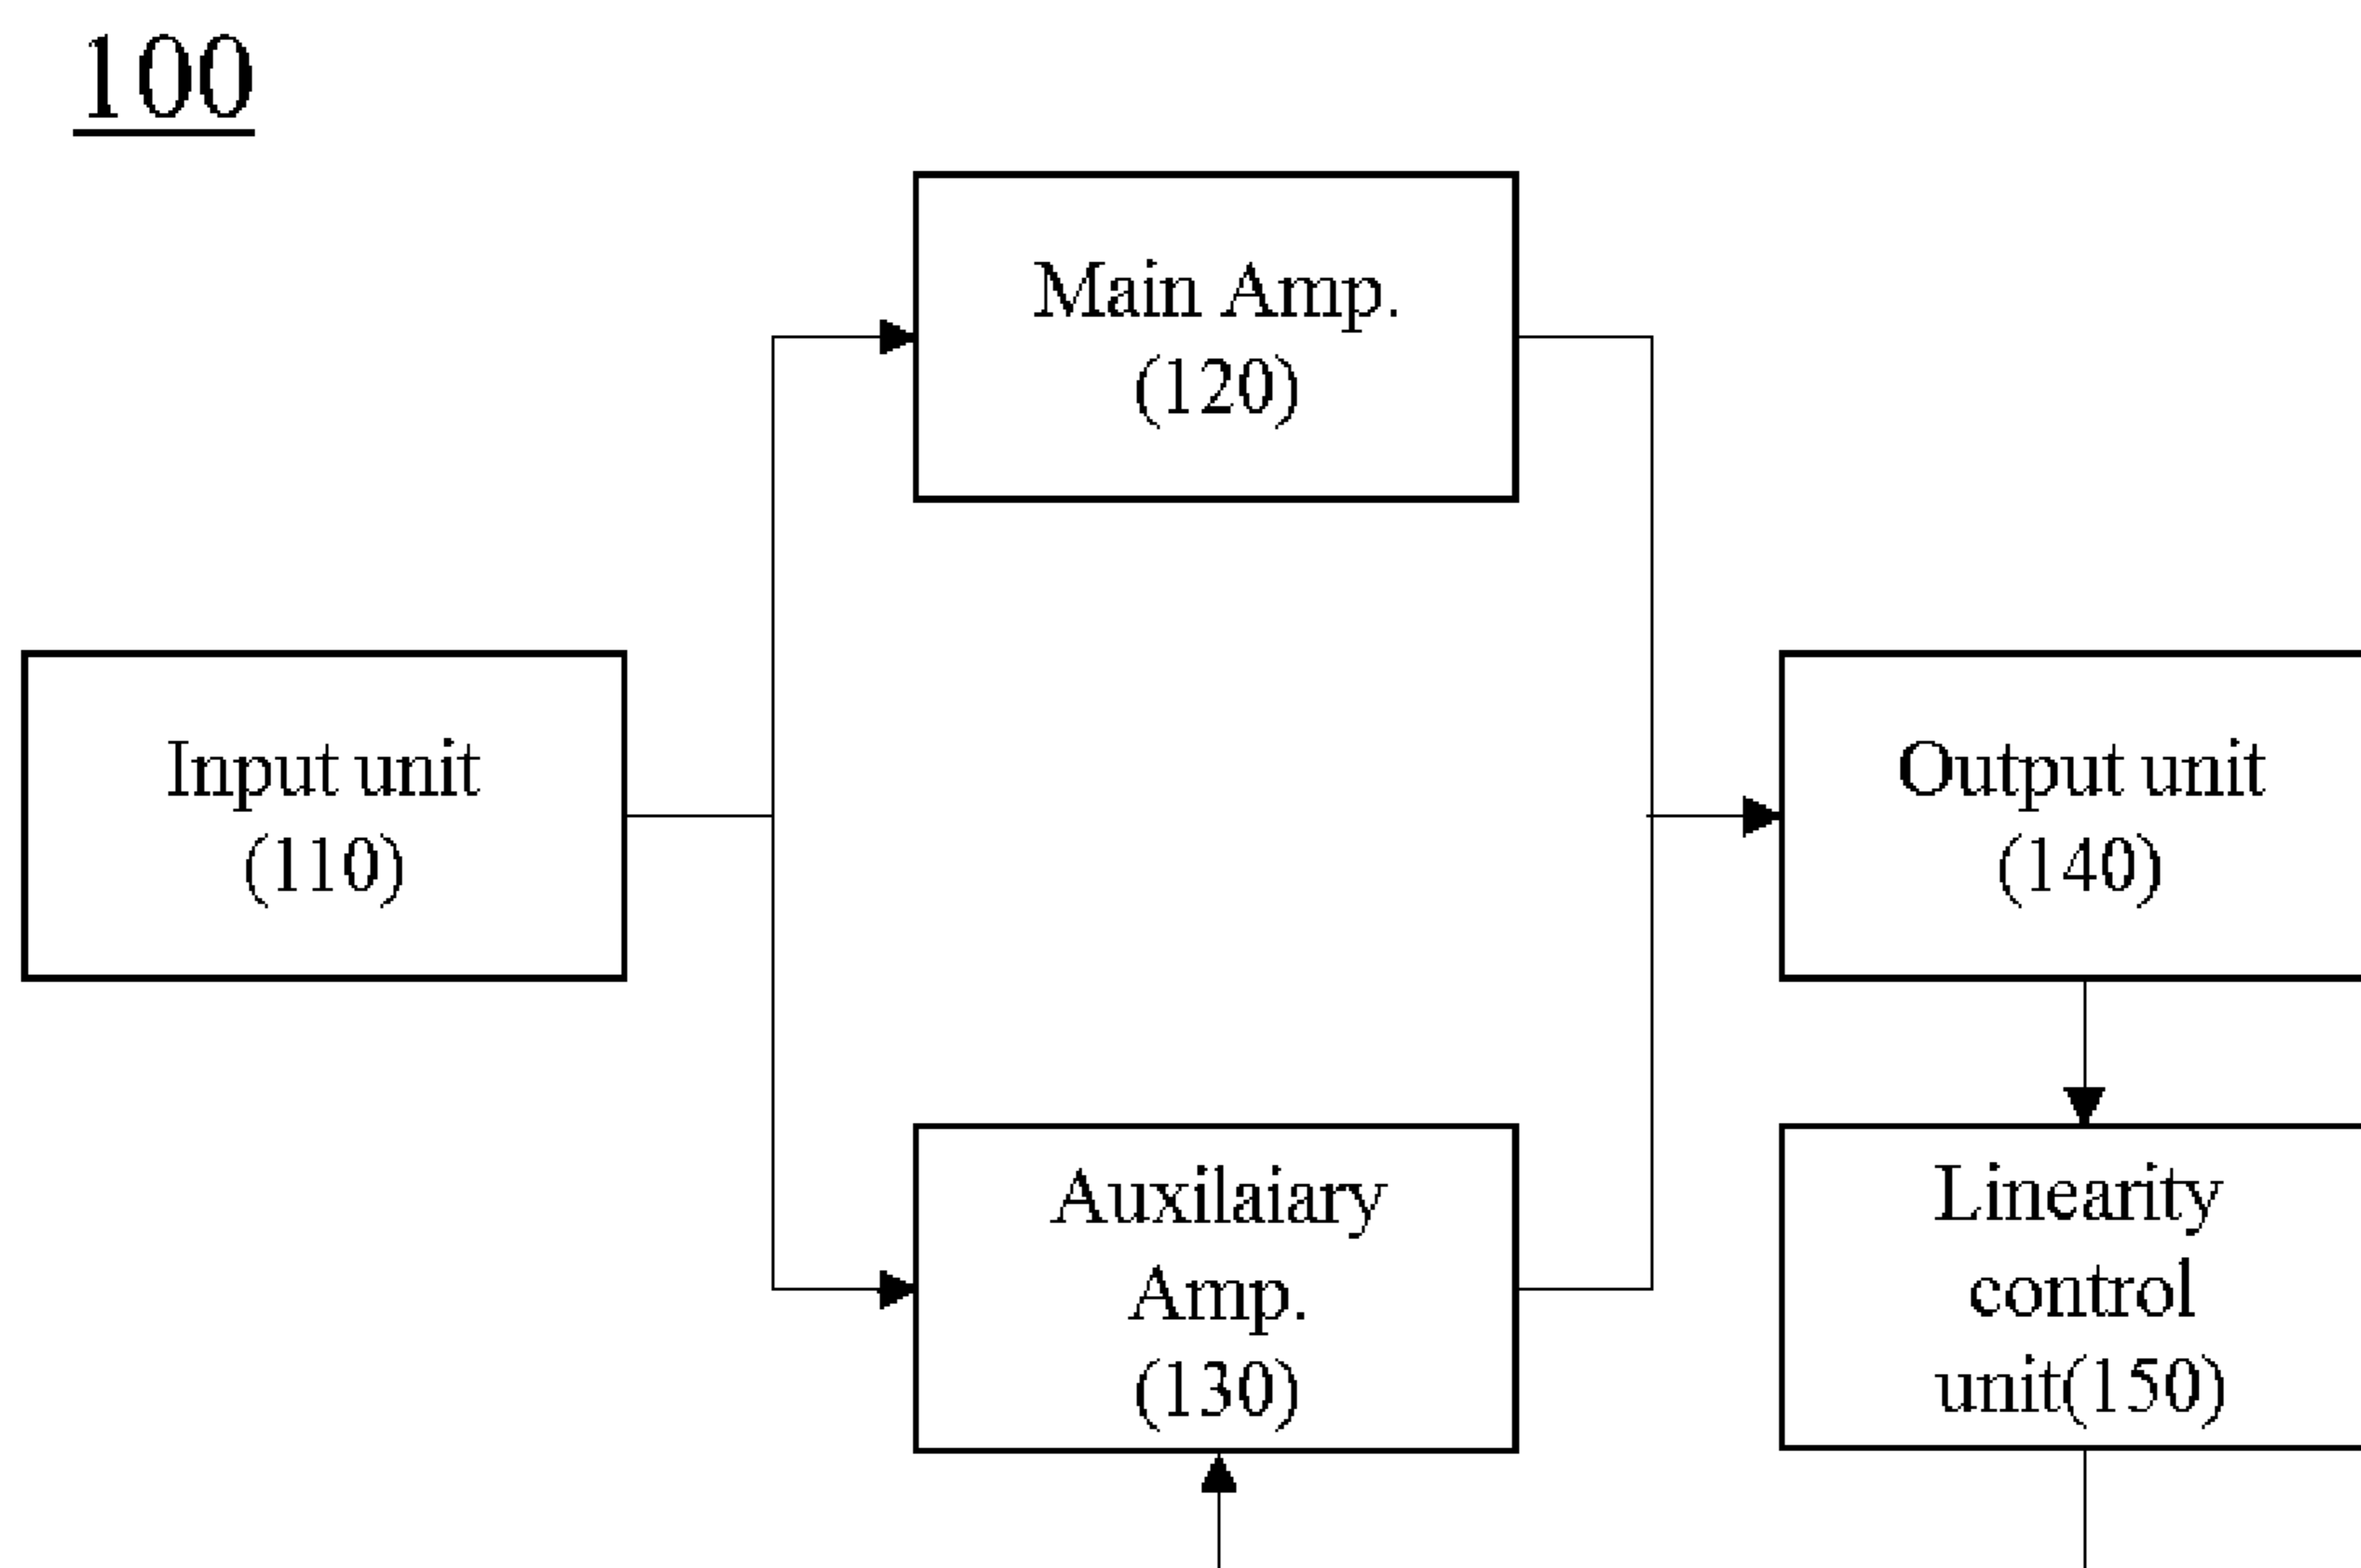 100
Main Amp.
(120)
Input unit
(110)
Output unit
(140)
Auxilaiary
Amp.
(130)
Linearity
control
unit(150)